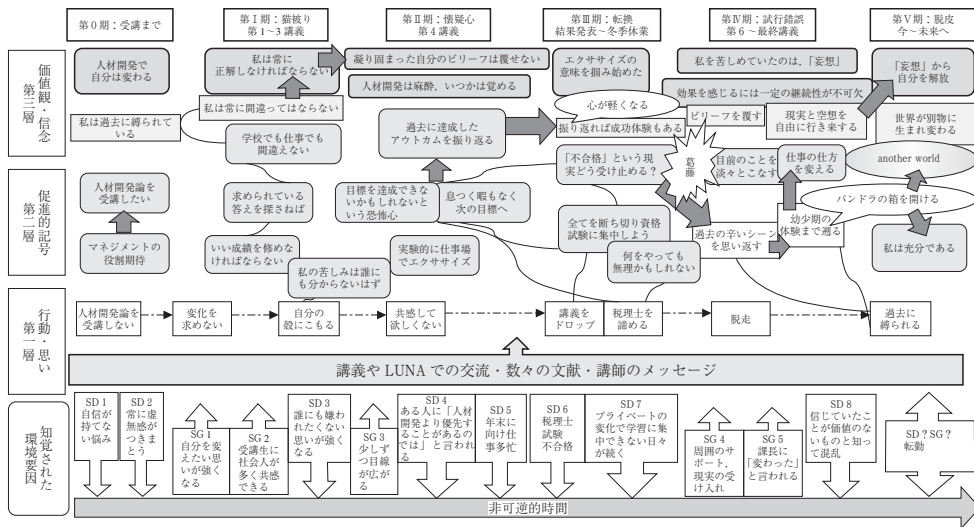 第０期：受講まで
第Ⅰ期：猫被り
1～3 講義
第Ⅱ期：懐疑心
第４講義
第Ⅲ期：転換
結果発表～冬季休業
第Ⅳ期：試行錯誤
第６～最終講義
第Ⅴ期：脱皮
今～未来へ
価値観・信念
第三層
人材開発で
自分は変わる
私は過去に縛られ
ている
私は常に
正解しなければならない
私は常に間違ってはならない
学校でも仕事でも
間違えない
凝り固まった自分のビリーフは覆せない
人材開発は麻酔，いつかは覚める
過去に達成した
アウトカムを振り返る
エクササイズの
意味を掴み始めた
心が軽くなる
振り返れば成功体験もある
私を苦しめていたのは，「妄想」
効果を感じるには一定の継続性が不可欠
ビリーフを覆す
現実と空想を
自由に行き来する
「妄想」から
自分を解放
世界が別物に
生まれ変わる
促進的記号
第二層
人材開発論を
受講したい
マネジメントの
役割期待
求められている
答えを探さねば
いい成績を修めな
ければならない
私の苦しみは誰に
も分からないはず
目標を達成できな
いかもしれないと
いう恐怖心
息つく暇もなく
次の目標へ
実験的に仕事場
でエクササイズ
「不合格」という現
実どう受け止める？
葛藤
全てを断ち切り資格
試験に集中しよう
何をやっても
無理かもしれない
目前のことを
淡々とこなす
過去の辛いシーン
を思い返す
仕事の仕方
を変える
幼少期の
体験まで遡る
another world
パンドラの箱を開ける
私は充分である
行動・思い
第一層
人材開発論を
受講しない
変化を
求めない
自分の
殻にこもる
共感して
欲しくない
講義を
ドロップ
税理士を
諦める
脱走
過去に
縛られる
講義や LUNA での交流・数々の文献・講師のメッセージ
知覚された
環境要因
SD 1
自信が
持てない悩み
SD 2
常に虚
無感が
つきま
とう
SG 1
自分を変
えたい思い
が強く
なる
SG 2
受講生に
社会人が
多く共感
できる
SD 3
誰にも嫌わ
れたくない
思いが強く
なる
SG 3
少しず
つ目線
が広が
る
SD 4
ある人に「人材
開発より優先す
ることがあるの
では」と言われる
SD 5
年末に
向け仕
事多忙
SD 6
税理士
試験
不合格
SD 7
プライベートの
変化で学習に集
中できない日々
が続く
SG 4
周囲のサ
ポート，
現実の受
け入れ
SG 5
課長に
「変わった」
と言われる
SD 8
信じていたこ
とが価値のな
いものと知っ
て混乱
SD？SG？
転勤
非可逆的時間